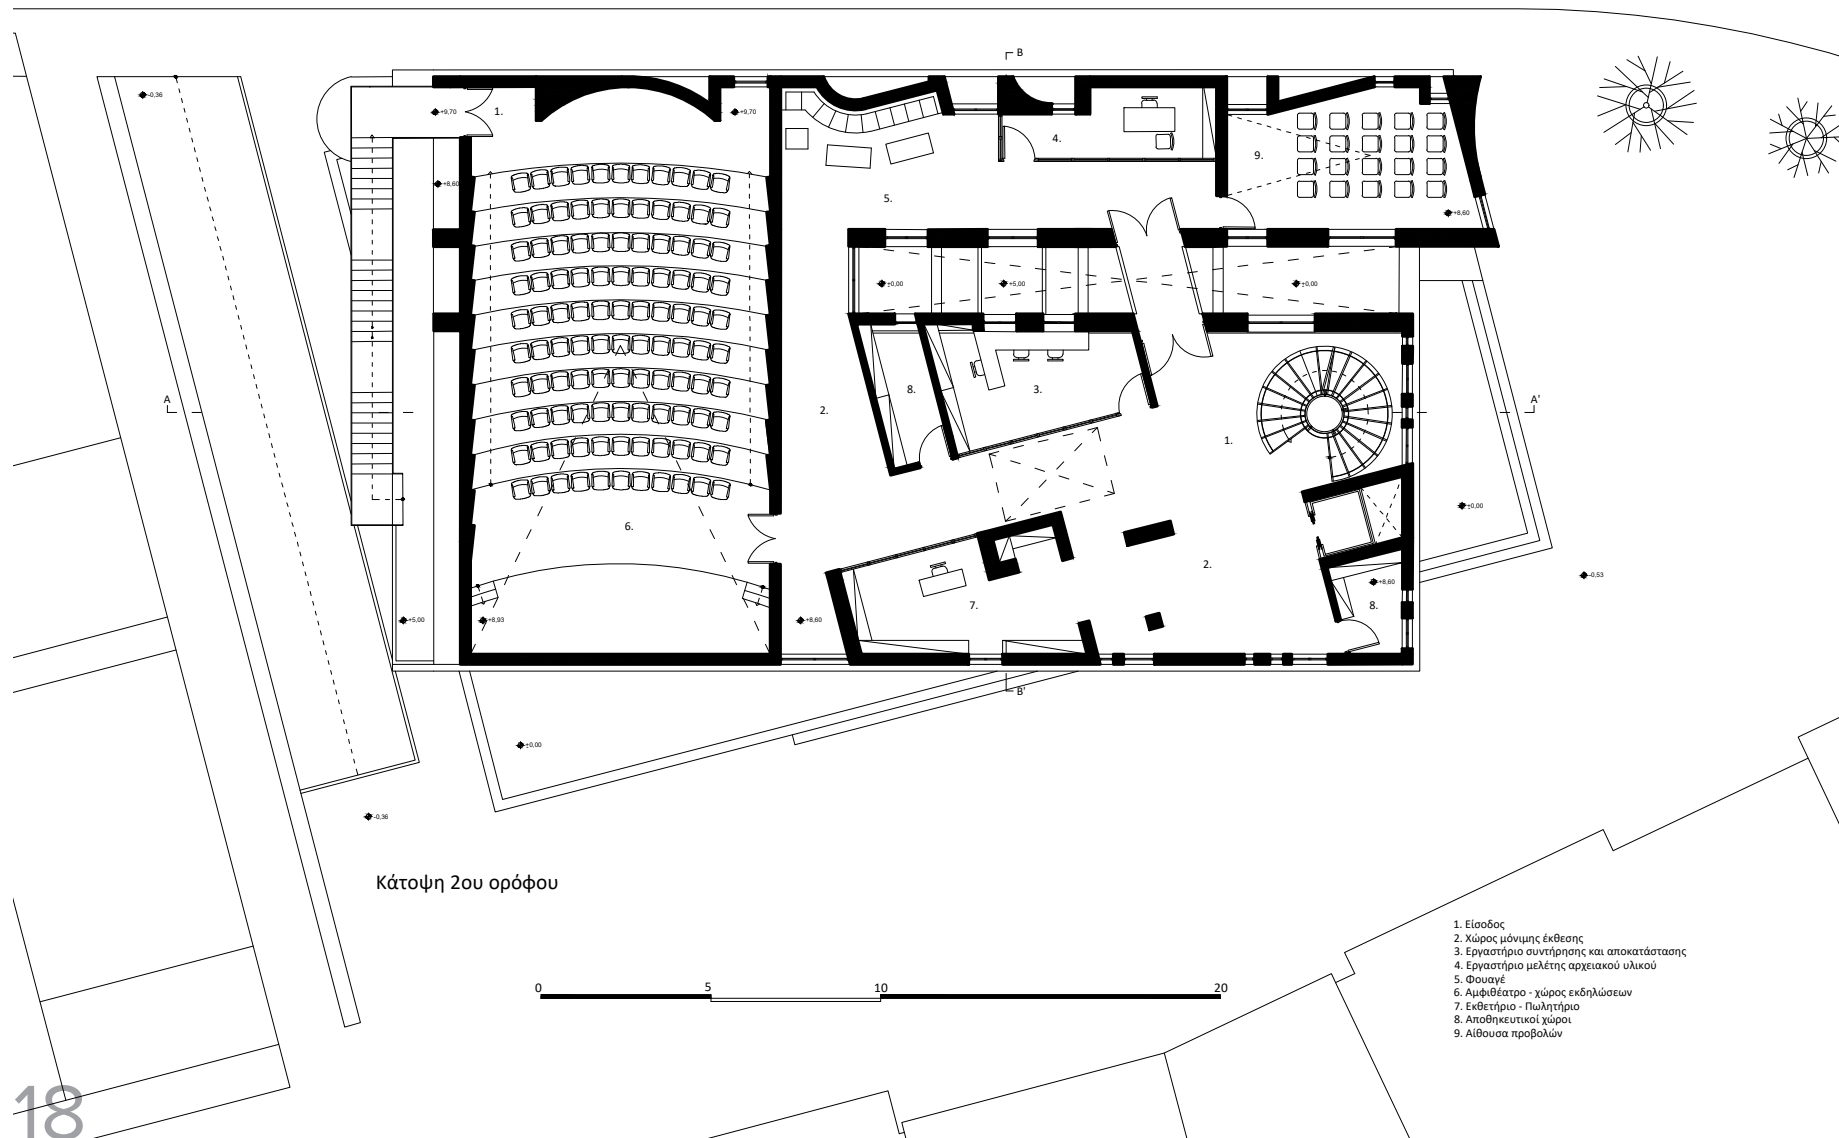 B
-0,36
+9,70
1.
+9,70
4.
9.
+8,60
5.
+8,60
±0,00
+5,00
±0,00
A
2.
8.
3.
1.
A'
±0,00
6.
2.
-0,53
+5,00
+8,93
+8,60
7.
+8,60
8.
B'
±0,00
-0,36
Κάτοψη 2ου ορόφου
0 5 10 20
1. Είσοδος
2. Χώρος μόνιμης έκθεσης
3. Εργαστήριο συντήρησης και αποκατάστασης
4. Εργαστήριο μελέτης αρχειακού υλικού
5. Φουαγέ
6. Αμφιθέατρο - χώρος εκδηλώσεων
7. Εκθετήριο - Πωλητήριο
8. Αποθηκευτικοί χώροι
9. Αίθουσα προβολών
18